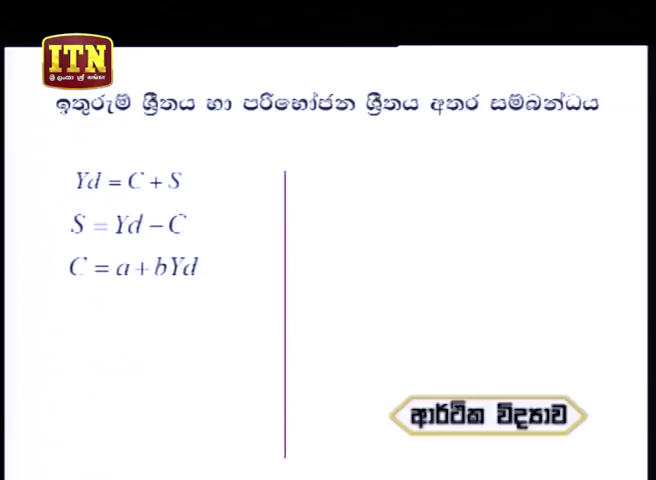 ITN
ඉතුරුම් ශ්‍රිතය හා පරිභෝජන ශ්‍රිතය අතර සම්බන්ධය
Yd = C + S
S = Yd − C
C = a + bYd
ආර්ථික විද්‍යාව